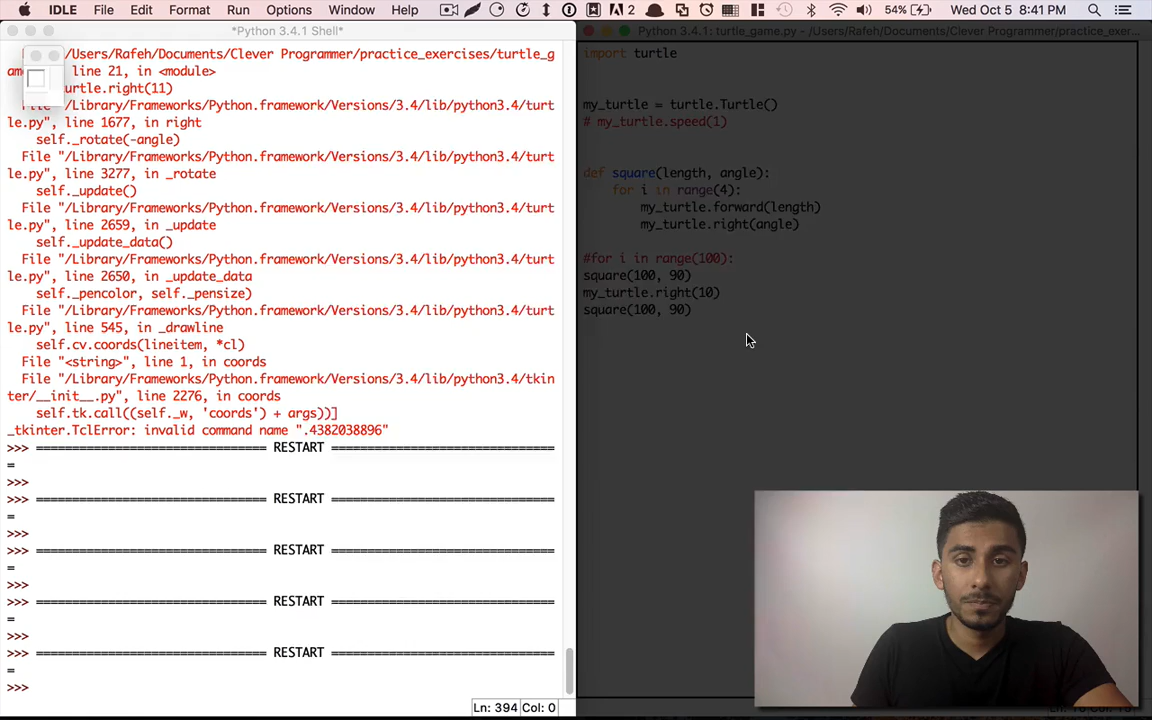 IDLE File Edit Format Run Options Window Help 2 54% Wed Oct 5 8:41 PM
*Python 3.4.1 Shell*
/Users/Rafeh/Documents/Clever Programmer/practice_exercises/turtle_g
am line 21, in <module>
urtle.right(11)
File "/Library/Frameworks/Python.framework/Versions/3.4/lib/python3.4/turt
le.py", line 1677, in right
self._rotate(-angle)
File "/Library/Frameworks/Python.framework/Versions/3.4/lib/python3.4/turt
le.py", line 3277, in _rotate
self._update()
File "/Library/Frameworks/Python.framework/Versions/3.4/lib/python3.4/turt
le.py", line 2659, in _update
self._update_data()
File "/Library/Frameworks/Python.framework/Versions/3.4/lib/python3.4/turt
le.py", line 2650, in _update_data
self._pencolor, self._pensize)
File "/Library/Frameworks/Python.framework/Versions/3.4/lib/python3.4/turt
le.py", line 545, in _drawline
self.cv.coords(lineitem, *cl)
File "<string>", line 1, in coords
File "/Library/Frameworks/Python.framework/Versions/3.4/lib/python3.4/tkin
ter/__init__.py", line 2276, in coords
self.tk.call((self._w, 'coords') + args))]
_tkinter.TclError: invalid command name ".4382038896"
>>> ================================ RESTART ================================
=
>>>
>>> ================================ RESTART ================================
=
>>>
>>> ================================ RESTART ================================
=
>>>
>>> ================================ RESTART ================================
=
>>>
>>> ================================ RESTART ================================
=
>>>
Ln: 394 Col: 0
Python 3.4.1: turtle_game.py - /Users/Rafeh/Documents/Clever Programmer/practice_exer...
import turtle
my_turtle = turtle.Turtle()
# my_turtle.speed(1)
def square(length, angle):
for i in range(4):
my_turtle.forward(length)
my_turtle.right(angle)
#for i in range(100):
square(100, 90)
my_turtle.right(10)
square(100, 90)